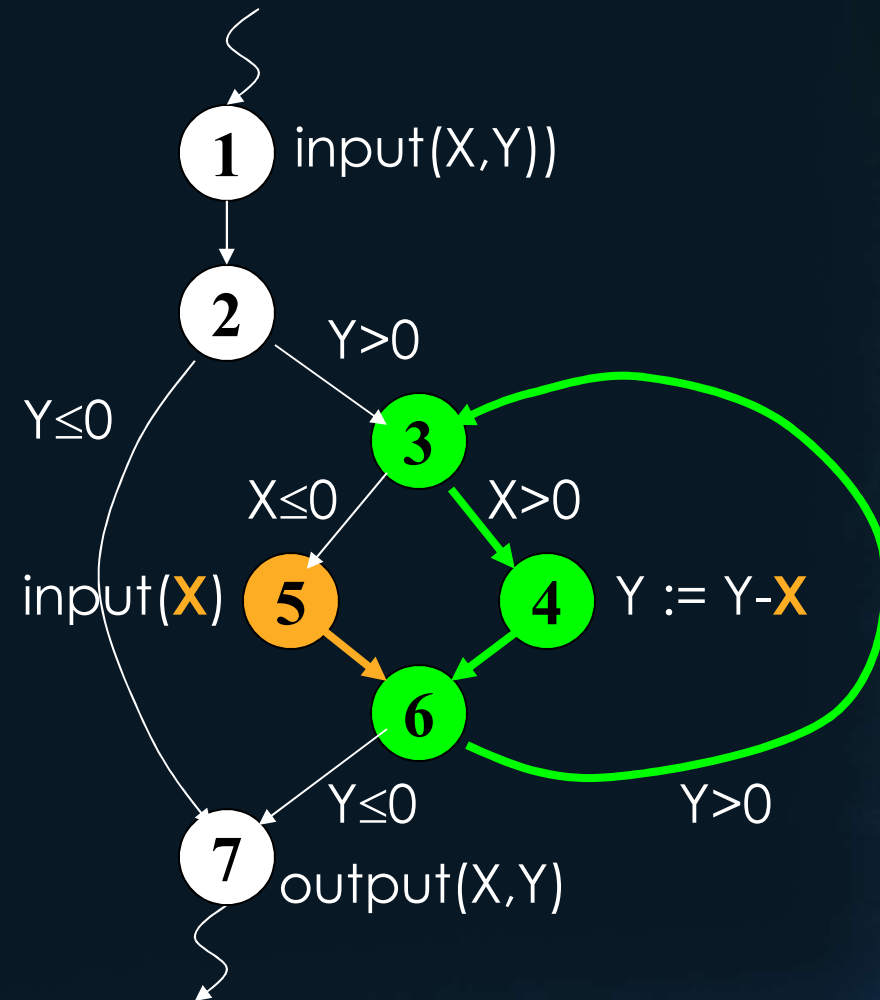 1 input(X,Y))
2
Y>0
Y≤0
3
X≤0 X>0
input(X) 5 4 Y := Y-X
6
Y≤0 Y>0
7
output(X,Y)